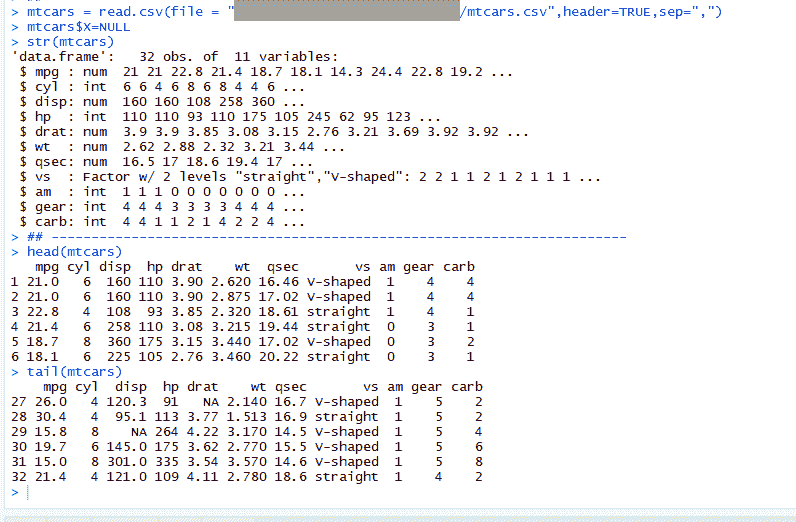 > mtcars = read.csv(file = "/mtcars.csv",header=TRUE,sep=",")
> mtcars$X=NULL
> str(mtcars)
'data.frame':   32 obs. of  11 variables:
 $ mpg : num  21 21 22.8 21.4 18.7 18.1 14.3 24.4 22.8 19.2 ...
 $ cyl : int  6 6 4 6 8 6 8 4 4 6 ...
 $ disp: num  160 160 108 258 360 ...
 $ hp  : int  110 110 93 110 175 105 245 62 95 123 ...
 $ drat: num  3.9 3.9 3.85 3.08 3.15 2.76 3.21 3.69 3.92 3.92 ...
 $ wt  : num  2.62 2.88 2.32 3.21 3.44 ...
 $ qsec: num  16.5 17 18.6 19.4 17 ...
 $ vs  : Factor w/ 2 levels "straight","V-shaped": 2 2 1 1 2 1 2 1 1 1 ...
 $ am  : int  1 1 1 0 0 0 0 0 0 0 ...
 $ gear: int  4 4 4 3 3 3 3 4 4 4 ...
 $ carb: int  4 4 1 1 2 1 4 2 2 4 ...
> ## ------------------------------------------------------------------------
> head(mtcars)
   mpg cyl disp  hp drat    wt  qsec       vs am gear carb
1 21.0   6  160 110 3.90 2.620 16.46 V-shaped  1    4    4
2 21.0   6  160 110 3.90 2.875 17.02 V-shaped  1    4    4
3 22.8   4  108  93 3.85 2.320 18.61 straight  1    4    1
4 21.4   6  258 110 3.08 3.215 19.44 straight  0    3    1
5 18.7   8  360 175 3.15 3.440 17.02 V-shaped  0    3    2
6 18.1   6  225 105 2.76 3.460 20.22 straight  0    3    1
> tail(mtcars)
    mpg cyl  disp  hp drat    wt qsec       vs am gear carb
27 26.0   4 120.3  91   NA 2.140 16.7 V-shaped  1    5    2
28 30.4   4  95.1 113 3.77 1.513 16.9 straight  1    5    2
29 15.8   8    NA 264 4.22 3.170 14.5 V-shaped  1    5    4
30 19.7   6 145.0 175 3.62 2.770 15.5 V-shaped  1    5    6
31 15.0   8 301.0 335 3.54 3.570 14.6 V-shaped  1    5    8
32 21.4   4 121.0 109 4.11 2.780 18.6 straight  1    4    2
>